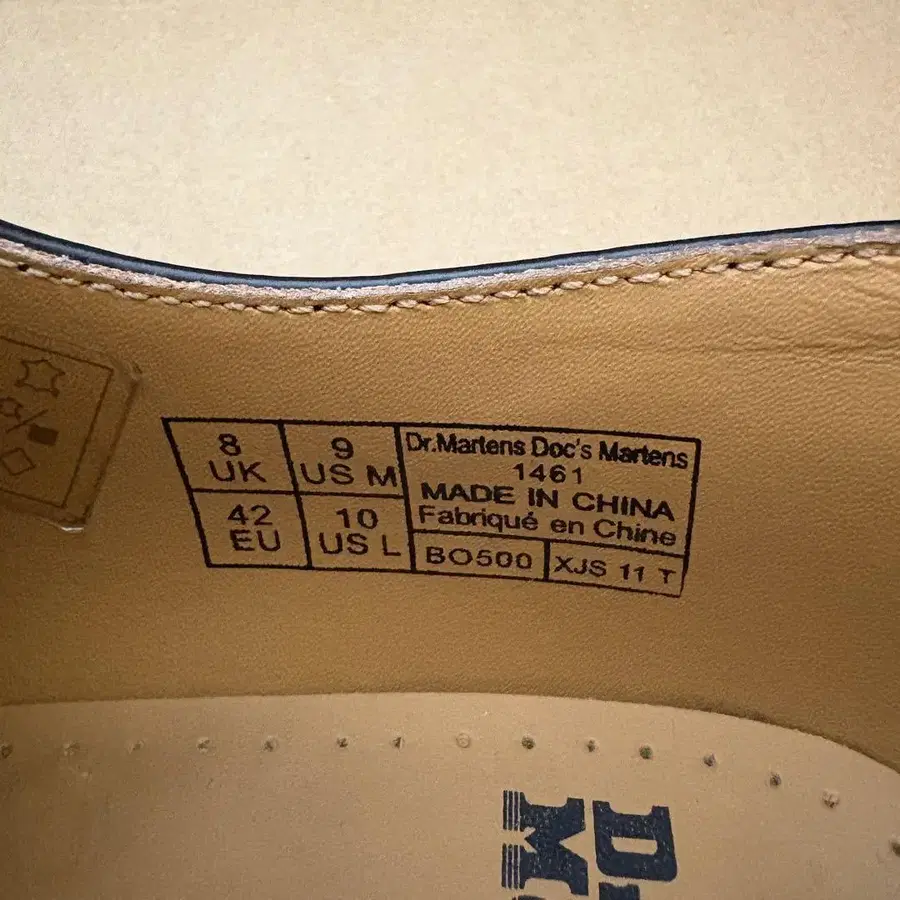 8
UK
9
US M
42
EU
10
US L
Dr.Martens Doc's Martens
1461
MADE IN CHINA
Fabriqué en Chine
BO500
XJS 11 T